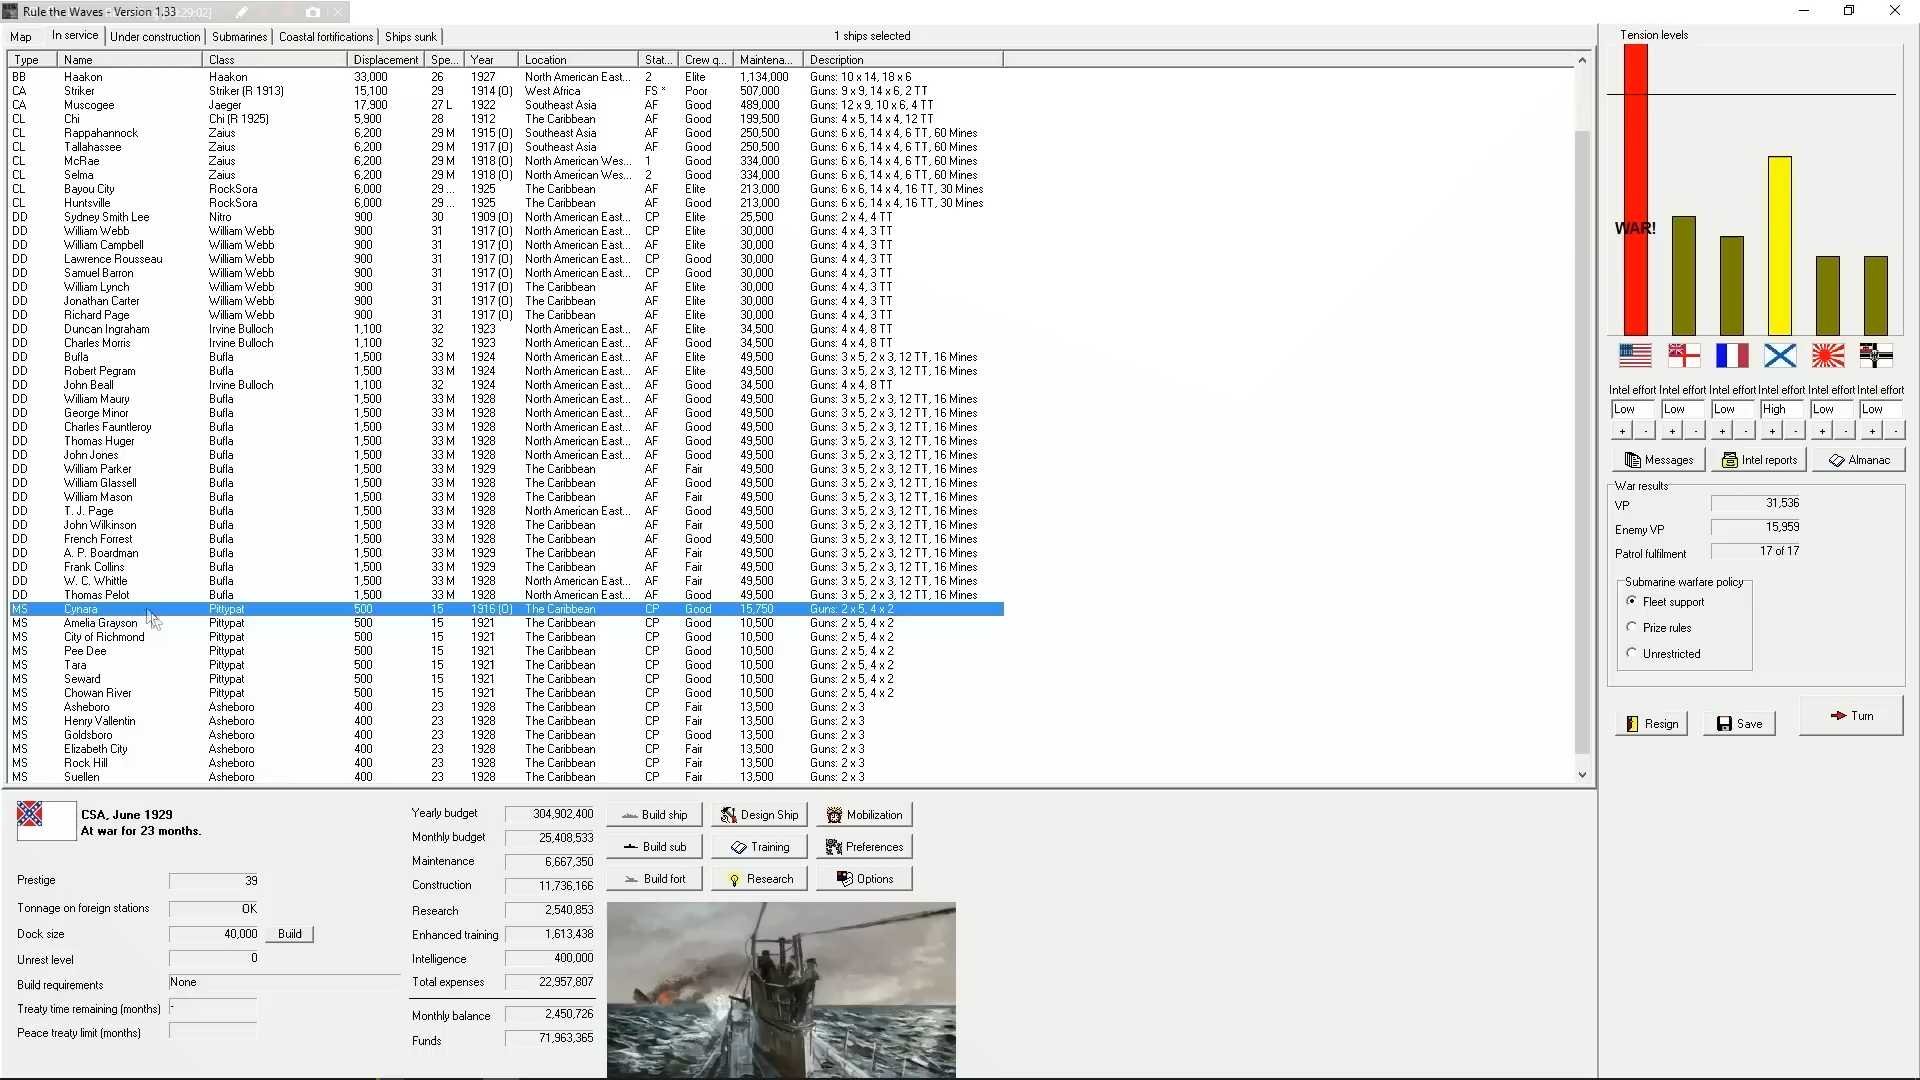 Rule the Waves - Version 1.33
Map In service Under construction Submarines Coastal fortifications Ships sunk 1 ships selected
Type Name Class Displacement Spe... Year Location Stat... Crew q... Maintena... Description
BB Haakon Haakon 33,000 26 1927 North American East... 2 Elite 1,134,000 Guns: 10 x 14, 18 x 6
CA Striker Striker (R 1913) 15,100 29 1914 (O) West Africa FS * Poor 507,000 Guns: 9 x 9, 14 x 6, 2 TT
CA Muscogee Jaeger 17,900 27 L 1922 Southeast Asia AF Good 489,000 Guns: 12 x 9, 10 x 6, 4 TT
CL Chi Chi (R 1925) 5,900 28 1912 The Caribbean AF Good 199,500 Guns: 4 x 5, 14 x 4, 12 TT
CL Rappahannock Zaius 6,200 29 M 1915 (O) Southeast Asia AF Good 250,500 Guns: 6 x 6, 14 x 4, 6 TT, 60 Mines
CL Tallahassee Zaius 6,200 29 M 1917 (O) Southeast Asia AF Good 250,500 Guns: 6 x 6, 14 x 4, 6 TT, 60 Mines
CL McRae Zaius 6,200 29 M 1918 (O) North American Wes... 1 Good 334,000 Guns: 6 x 6, 14 x 4, 6 TT, 60 Mines
CL Selma Zaius 6,200 29 M 1918 (O) North American Wes... 2 Good 334,000 Guns: 6 x 6, 14 x 4, 6 TT, 60 Mines
CL Bayou City RockSora 6,000 29 ... 1925 The Caribbean AF Elite 213,000 Guns: 6 x 6, 14 x 4, 16 TT, 30 Mines
CL Huntsville RockSora 6,000 29 ... 1925 The Caribbean AF Good 213,000 Guns: 6 x 6, 14 x 4, 16 TT, 30 Mines
DD Sydney Smith Lee Nitro 900 30 1909 (O) North American East... CP Elite 25,500 Guns: 2 x 4, 4 TT
DD William Webb William Webb 900 31 1917 (O) North American East... CP Elite 30,000 Guns: 4 x 4, 3 TT
DD William Campbell William Webb 900 31 1917 (O) North American East... AF Elite 30,000 Guns: 4 x 4, 3 TT
DD Lawrence Rousseau William Webb 900 31 1917 (O) North American East... CP Good 30,000 Guns: 4 x 4, 3 TT
DD Samuel Barron William Webb 900 31 1917 (O) North American East... CP Good 30,000 Guns: 4 x 4, 3 TT
DD William Lynch William Webb 900 31 1917 (O) The Caribbean AF Elite 30,000 Guns: 4 x 4, 3 TT
DD Jonathan Carter William Webb 900 31 1917 (O) The Caribbean AF Elite 30,000 Guns: 4 x 4, 3 TT
DD Richard Page William Webb 900 31 1917 (O) The Caribbean AF Elite 30,000 Guns: 4 x 4, 3 TT
DD Duncan Ingraham Irvine Bulloch 1,100 32 1923 North American East... AF Elite 34,500 Guns: 4 x 4, 8 TT
DD Charles Morris Irvine Bulloch 1,100 32 1923 North American East... AF Good 34,500 Guns: 4 x 4, 8 TT
DD Bufla Bufla 1,500 33 M 1924 North American East... AF Elite 49,500 Guns: 3 x 5, 2 x 3, 12 TT, 16 Mines
DD Robert Pegram Bufla 1,500 33 M 1924 North American East... AF Elite 49,500 Guns: 3 x 5, 2 x 3, 12 TT, 16 Mines
DD John Beall Irvine Bulloch 1,100 32 1924 North American East... AF Good 34,500 Guns: 4 x 4, 8 TT
DD William Maury Bufla 1,500 33 M 1928 North American East... AF Good 49,500 Guns: 3 x 5, 2 x 3, 12 TT, 16 Mines
DD George Minor Bufla 1,500 33 M 1928 North American East... AF Good 49,500 Guns: 3 x 5, 2 x 3, 12 TT, 16 Mines
DD Charles Fauntleroy Bufla 1,500 33 M 1928 North American East... AF Good 49,500 Guns: 3 x 5, 2 x 3, 12 TT, 16 Mines
DD Thomas Huger Bufla 1,500 33 M 1928 North American East... AF Good 49,500 Guns: 3 x 5, 2 x 3, 12 TT, 16 Mines
DD John Jones Bufla 1,500 33 M 1928 North American East... AF Good 49,500 Guns: 3 x 5, 2 x 3, 12 TT, 16 Mines
DD William Parker Bufla 1,500 33 M 1929 The Caribbean AF Fair 49,500 Guns: 3 x 5, 2 x 3, 12 TT, 16 Mines
DD William Glassell Bufla 1,500 33 M 1928 The Caribbean AF Good 49,500 Guns: 3 x 5, 2 x 3, 12 TT, 16 Mines
DD William Mason Bufla 1,500 33 M 1928 The Caribbean AF Fair 49,500 Guns: 3 x 5, 2 x 3, 12 TT, 16 Mines
DD T. J. Page Bufla 1,500 33 M 1928 North American East... AF Good 49,500 Guns: 3 x 5, 2 x 3, 12 TT, 16 Mines
DD John Wilkinson Bufla 1,500 33 M 1928 The Caribbean AF Fair 49,500 Guns: 3 x 5, 2 x 3, 12 TT, 16 Mines
DD French Forrest Bufla 1,500 33 M 1928 The Caribbean AF Good 49,500 Guns: 3 x 5, 2 x 3, 12 TT, 16 Mines
DD A. P. Boardman Bufla 1,500 33 M 1929 The Caribbean AF Fair 49,500 Guns: 3 x 5, 2 x 3, 12 TT, 16 Mines
DD Frank Collins Bufla 1,500 33 M 1928 The Caribbean AF Fair 49,500 Guns: 3 x 5, 2 x 3, 12 TT, 16 Mines
DD W. C. Whittle Bufla 1,500 33 M 1928 North American East... AF Good 49,500 Guns: 3 x 5, 2 x 3, 12 TT, 16 Mines
DD Thomas Pelot Bufla 1,500 33 M 1928 North American East... AF Good 49,500 Guns: 3 x 5, 2 x 3, 12 TT, 16 Mines
MS Cynara Pittypat 500 15 1916 (O) The Caribbean CP Good 15,750 Guns: 2 x 5, 4 x 2
MS Amelia Grayson Pittypat 500 15 1921 The Caribbean CP Good 10,500 Guns: 2 x 5, 4 x 2
MS City of Richmond Pittypat 500 15 1921 The Caribbean CP Good 10,500 Guns: 2 x 5, 4 x 2
MS Pee Dee Pittypat 500 15 1921 The Caribbean CP Good 10,500 Guns: 2 x 5, 4 x 2
MS Tara Pittypat 500 15 1921 The Caribbean CP Good 10,500 Guns: 2 x 5, 4 x 2
MS Seward Pittypat 500 15 1921 The Caribbean CP Good 10,500 Guns: 2 x 5, 4 x 2
MS Chowan River Pittypat 500 15 1921 The Caribbean CP Good 10,500 Guns: 2 x 5, 4 x 2
MS Asheboro Asheboro 400 23 1928 The Caribbean CP Fair 13,500 Guns: 2 x 3
MS Henry Vallentin Asheboro 400 23 1928 The Caribbean CP Fair 13,500 Guns: 2 x 3
MS Goldsboro Asheboro 400 23 1928 The Caribbean CP Good 13,500 Guns: 2 x 3
MS Elizabeth City Asheboro 400 23 1928 The Caribbean CP Fair 13,500 Guns: 2 x 3
MS Rock Hill Asheboro 400 23 1928 The Caribbean CP Fair 13,500 Guns: 2 x 3
MS Suellen Asheboro 400 23 1928 The Caribbean CP Fair 13,500 Guns: 2 x 3
CSA, June 1929
At war for 23 months.
Prestige 39
Tonnage on foreign stations OK
Dock size 40,000 Build
Unrest level 0
Build requirements None
Treaty time remaining (months) -
Peace treaty limit (months)
Yearly budget 304,902,400
Monthly budget 25,408,533
Maintenance 6,667,350
Construction 11,736,166
Research 2,540,853
Enhanced training 1,613,438
Intelligence 400,000
Total expenses 22,957,807
Monthly balance 2,450,726
Funds 71,963,365
Build ship Design Ship Mobilization
Build sub Training Preferences
Build fort Research Options
Tension levels
WAR!
Intel effort Intel effort Intel effort Intel effort Intel effort Intel effort
Low Low Low High Low Low
+ - + - + - + - + - + -
Messages Intel reports Almanac
War results
VP 31,536
Enemy VP 15,959
Patrol fulfilment 17 of 17
Submarine warfare policy
Fleet support
Prize rules
Unrestricted
Resign Save Turn